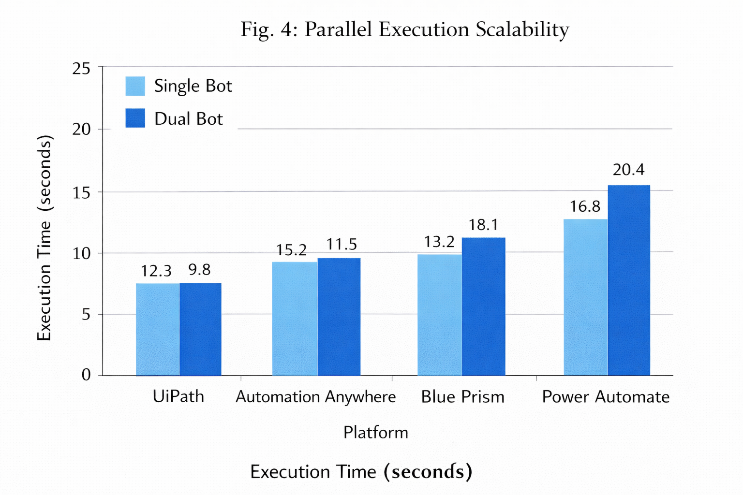 Fig. 4: Parallel Execution Scalability
25
20
15
10
5
0
Execution Time (seconds)
Single Bot
Dual Bot
12.3 9.8
15.2 11.5
13.2 18.1
16.8 20.4
UiPath Automation Anywhere Blue Prism Power Automate
Platform
Execution Time (seconds)